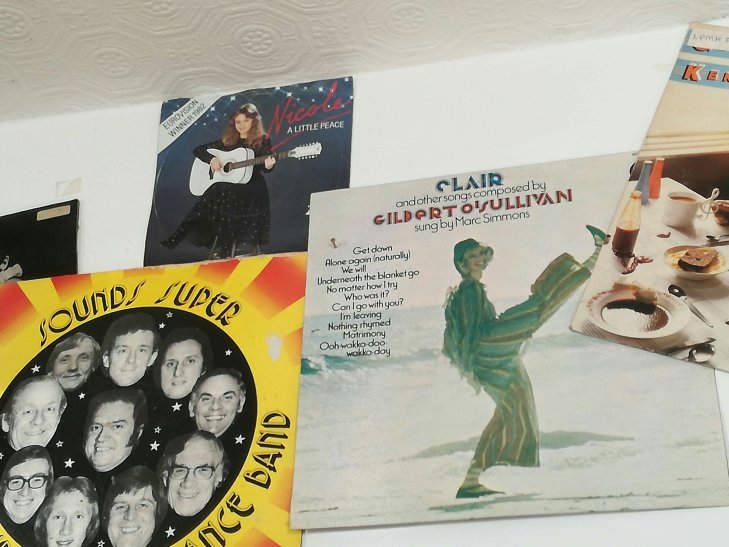 EUROVISION
WINNER 1982
Nicole
A LITTLE PEACE
CLAIR
and other songs composed by
GILBERT O'SULLIVAN
sung by Marc Simmons
Get down
Alone again (naturally)
We will
Underneath the blanket go
No matter how I try
Who was it?
Can I go with you?
I'm leaving
Nothing rhymed
Matrimony
Ooh-wakka-doo
wakka-day
SOUNDS SUPER
BAND